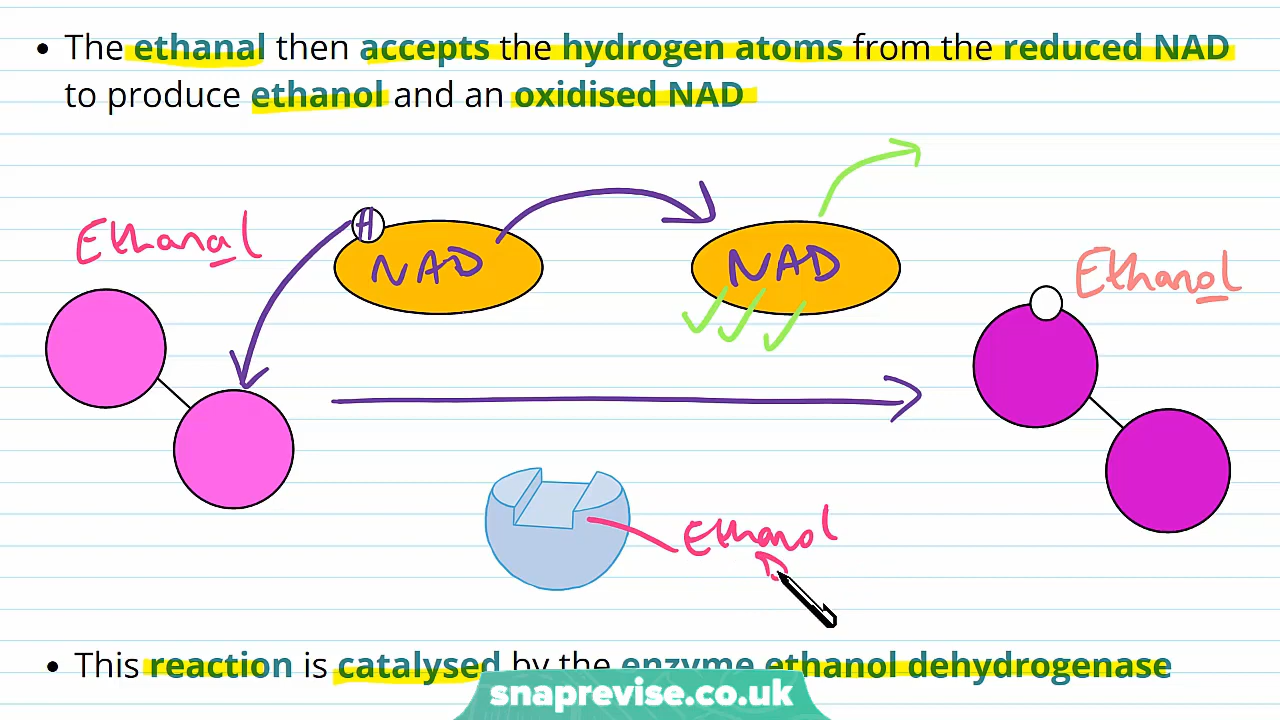 The ethanal then accepts the hydrogen atoms from the reduced NAD
to produce ethanol and an oxidised NAD
Ethanal
H
NAD
NAD
Ethanol
Ethanol
This reaction is catalysed by the enzyme ethanol dehydrogenase
snaprevise.co.uk